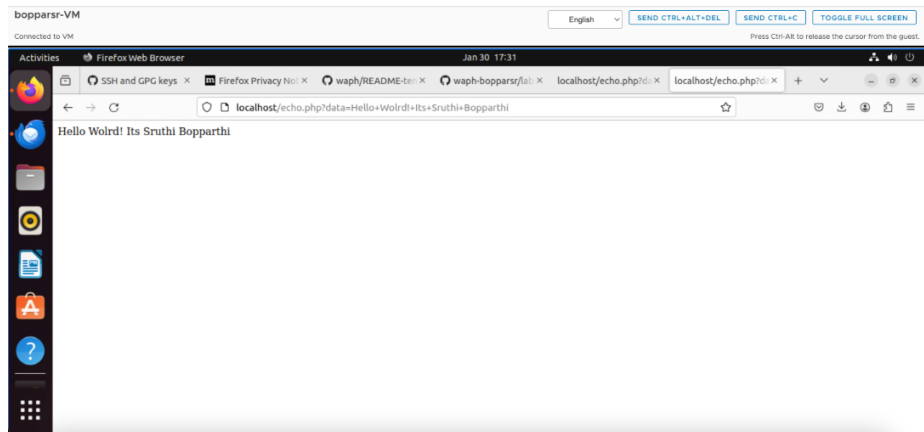 bopparsr-VM
English
SEND CTRL+ALT+DEL
SEND CTRL+C
TOGGLE FULL SCREEN
Connected to VM
Press Ctrl-Alt to release the cursor from the guest.
Activities
Firefox Web Browser
Jan 30 17:31
SSH and GPG keys
Firefox Privacy Not
waph/README-tem
waph-bopparsr/lab
localhost/echo.php?da
localhost/echo.php?da
localhost/echo.php?data=Hello+Wolrd!+Its+Sruthi+Bopparthi
Hello Wolrd! Its Sruthi Bopparthi